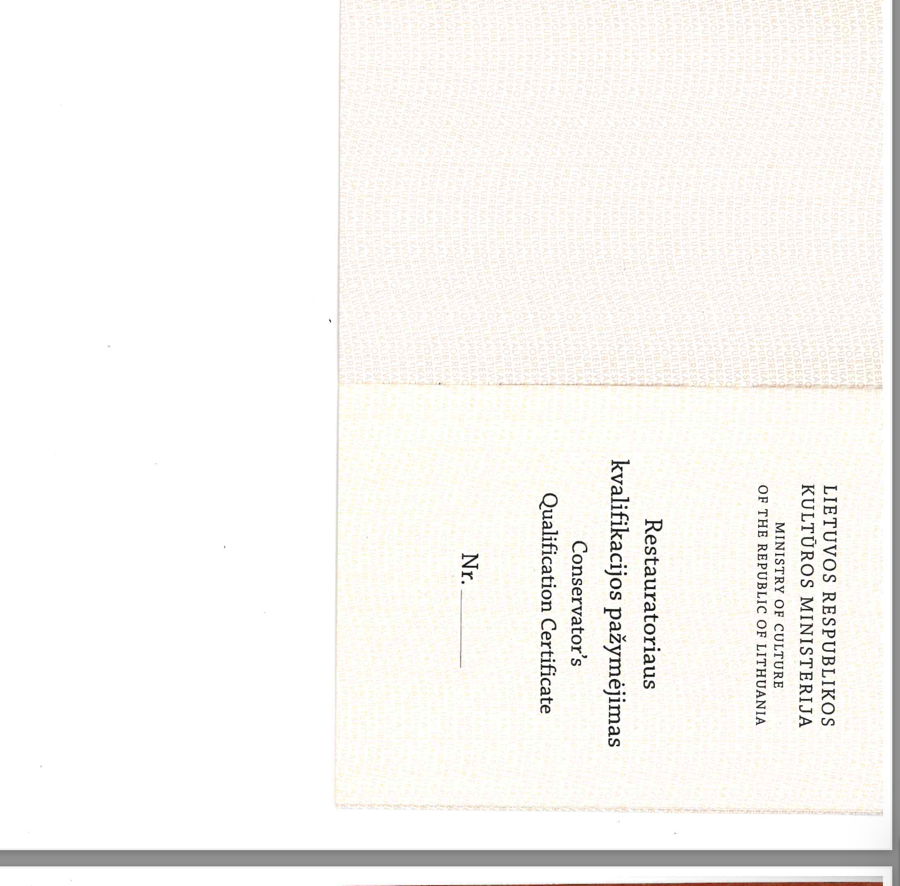 LIETUVOS RESPUBLIKOS
KULTŪROS MINISTERIJA
MINISTRY OF CULTURE
OF THE REPUBLIC OF LITHUANIA
Restauratoriaus
kvalifikacijos pažymėjimas
Conservator's
Qualification Certificate
Nr.